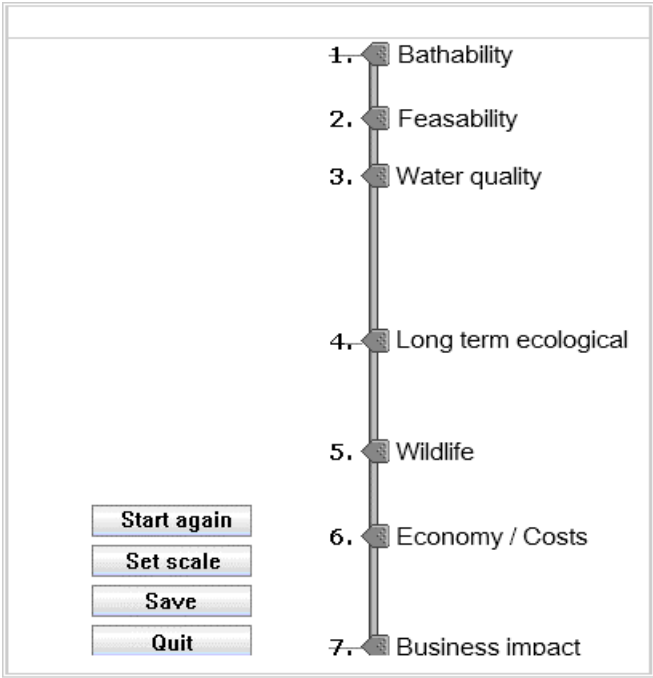 1. Bathability
2. Feasability
3. Water quality
4. Long term ecological
5. Wildlife
Start again
6. Economy / Costs
Set scale
Save
Quit
7. Business impact